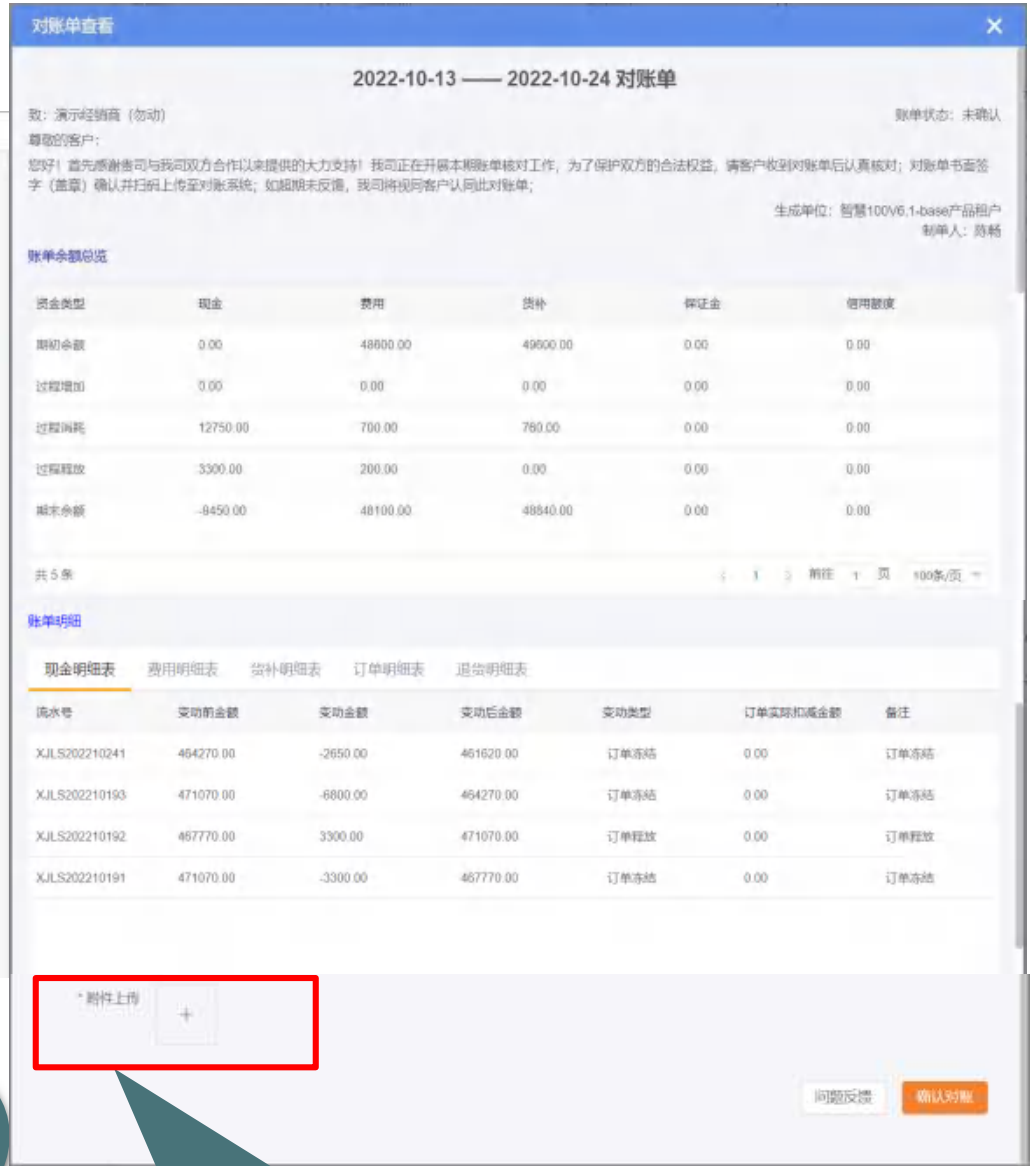 对账单查看
2022-10-13 —— 2022-10-24 对账单
致：演示经销商（勿动） 账单状态：未确认
尊敬的客户：
您好！首先感谢贵司与我司双方合作以来提供的大力支持！我司正在开展本期账单核对工作，为了保护双方的合法权益，请客户收到对账单后认真核对；对账单书面签
字（盖章）确认并扫码上传至对账系统；如超期未反馈，我司将视同客户认同此对账单；
生成单位：智慧100V6.1-base产品租户
制单人：陈畅
账单余额总览
资金类型 现金 费用 货补 保证金 信用额度
期初余额 0.00 48600.00 49600.00 0.00 0.00
过程增加 0.00 0.00 0.00 0.00 0.00
过程消耗 12750.00 700.00 760.00 0.00 0.00
过程释放 3300.00 200.00 0.00 0.00 0.00
期末余额 -9450.00 48100.00 48840.00 0.00 0.00
共 5 条 1 前往 1 页 100条/页
账单明细
现金明细表 费用明细表 货补明细表 订单明细表 退货明细表
流水号 变动前金额 变动金额 变动后金额 变动类型 订单实际扣减金额 备注
XJLS202210241 464270.00 -2650.00 461620.00 订单冻结 0.00 订单冻结
XJLS202210193 471070.00 -6800.00 464270.00 订单冻结 0.00 订单冻结
XJLS202210192 467770.00 3300.00 471070.00 订单释放 0.00 订单释放
XJLS202210191 471070.00 -3300.00 467770.00 订单冻结 0.00 订单冻结
* 附件上传
问题反馈 确认对账